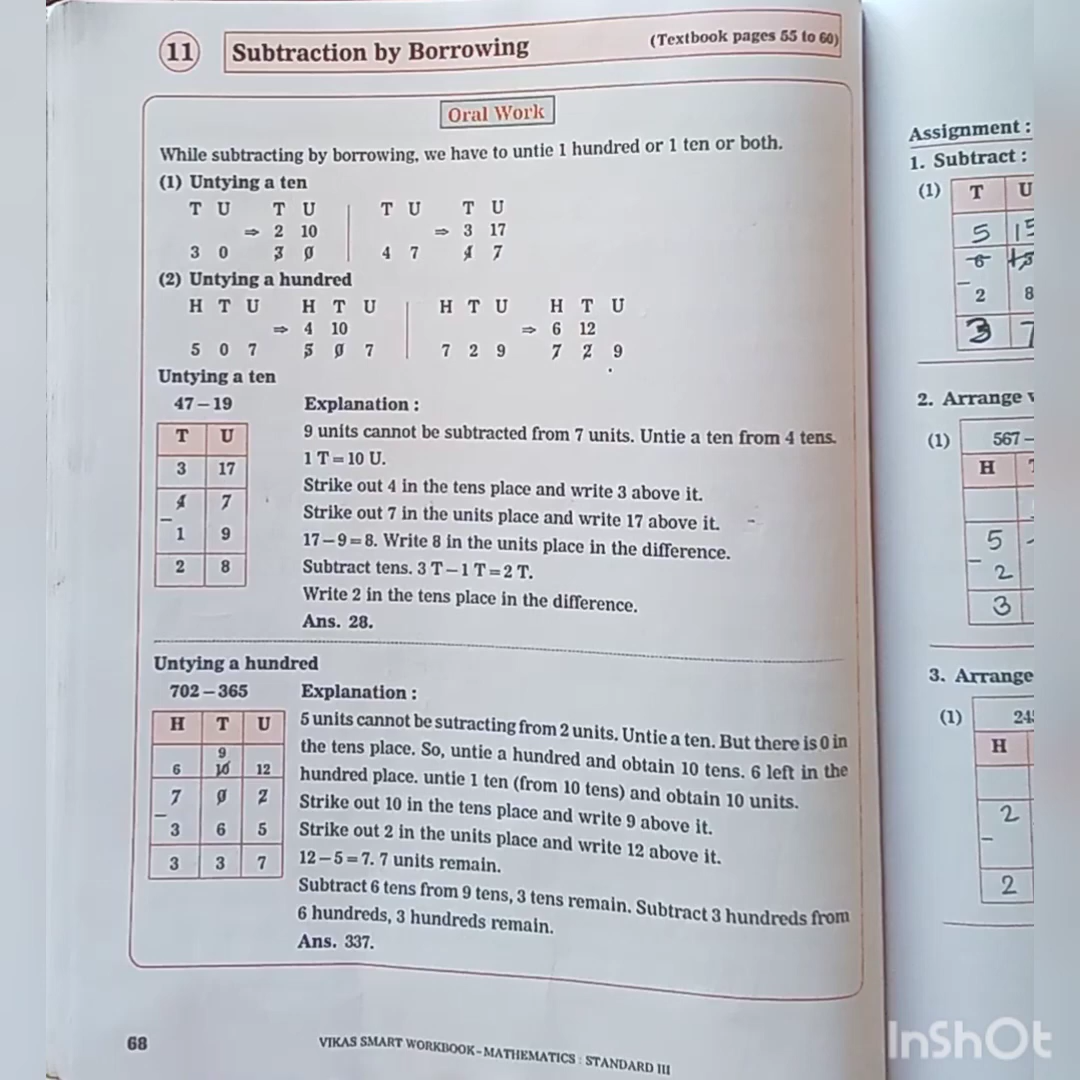 11 Subtraction by Borrowing (Textbook pages 55 to 60)
Oral Work
While subtracting by borrowing, we have to untie 1 hundred or 1 ten or both.
(1) Untying a ten
T U T U T U T U
⇒ 2 10 ⇒ 3 17
3 0 3 0 4 7 4 7
(2) Untying a hundred
H T U H T U H T U H T U
⇒ 4 10 ⇒ 6 12
5 0 7 5 0 7 7 2 9 7 2 9
Untying a ten
47 – 19 Explanation :
T U
3 17
4 7
– 1 9
2 8
9 units cannot be subtracted from 7 units. Untie a ten from 4 tens.
1 T = 10 U.
Strike out 4 in the tens place and write 3 above it.
Strike out 7 in the units place and write 17 above it.
17 – 9 = 8. Write 8 in the units place in the difference.
Subtract tens. 3 T – 1 T = 2 T.
Write 2 in the tens place in the difference.
Ans. 28.
Untying a hundred
702 – 365 Explanation :
H T U
9
6 10 12
7 0 2
– 3 6 5
3 3 7
5 units cannot be sutracting from 2 units. Untie a ten. But there is 0 in
the tens place. So, untie a hundred and obtain 10 tens. 6 left in the
hundred place. untie 1 ten (from 10 tens) and obtain 10 units.
Strike out 10 in the tens place and write 9 above it.
Strike out 2 in the units place and write 12 above it.
12 – 5 = 7. 7 units remain.
Subtract 6 tens from 9 tens, 3 tens remain. Subtract 3 hundreds from
6 hundreds, 3 hundreds remain.
Ans. 337.
68 VIKAS SMART WORKBOOK – MATHEMATICS : STANDARD III
Assignment :
1. Subtract :
(1) T U
5 15
6
– 2 8
3 7
2. Arrange
(1) 567 –
H
5
– 2
3
3. Arrange
(1) 24
H
2
–
2
InShOt